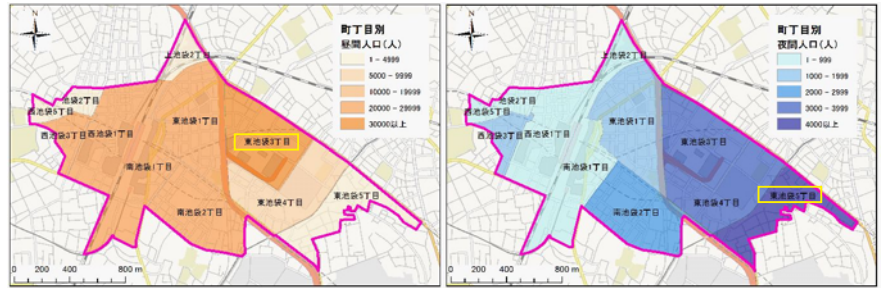 町丁目別
昼間人口(人)
1 - 4999
5000 - 9999
10000 - 19999
20000 - 29999
30000以上
上池袋2丁目
池袋2丁目
西池袋5丁目
西池袋3丁目
西池袋1丁目
東池袋1丁目
東池袋3丁目
南池袋1丁目
東池袋5丁目
東池袋4丁目
南池袋2丁目
0 200 400 800 m
町丁目別
夜間人口(人)
1 - 999
1000 - 1999
2000 - 2999
3000 - 3999
4000以上
上池袋2丁目
池袋2丁目
西池袋5丁目
西池袋3丁目
西池袋1丁目
東池袋1丁目
東池袋3丁目
南池袋1丁目
東池袋5丁目
東池袋4丁目
南池袋2丁目
0 200 400 800 m